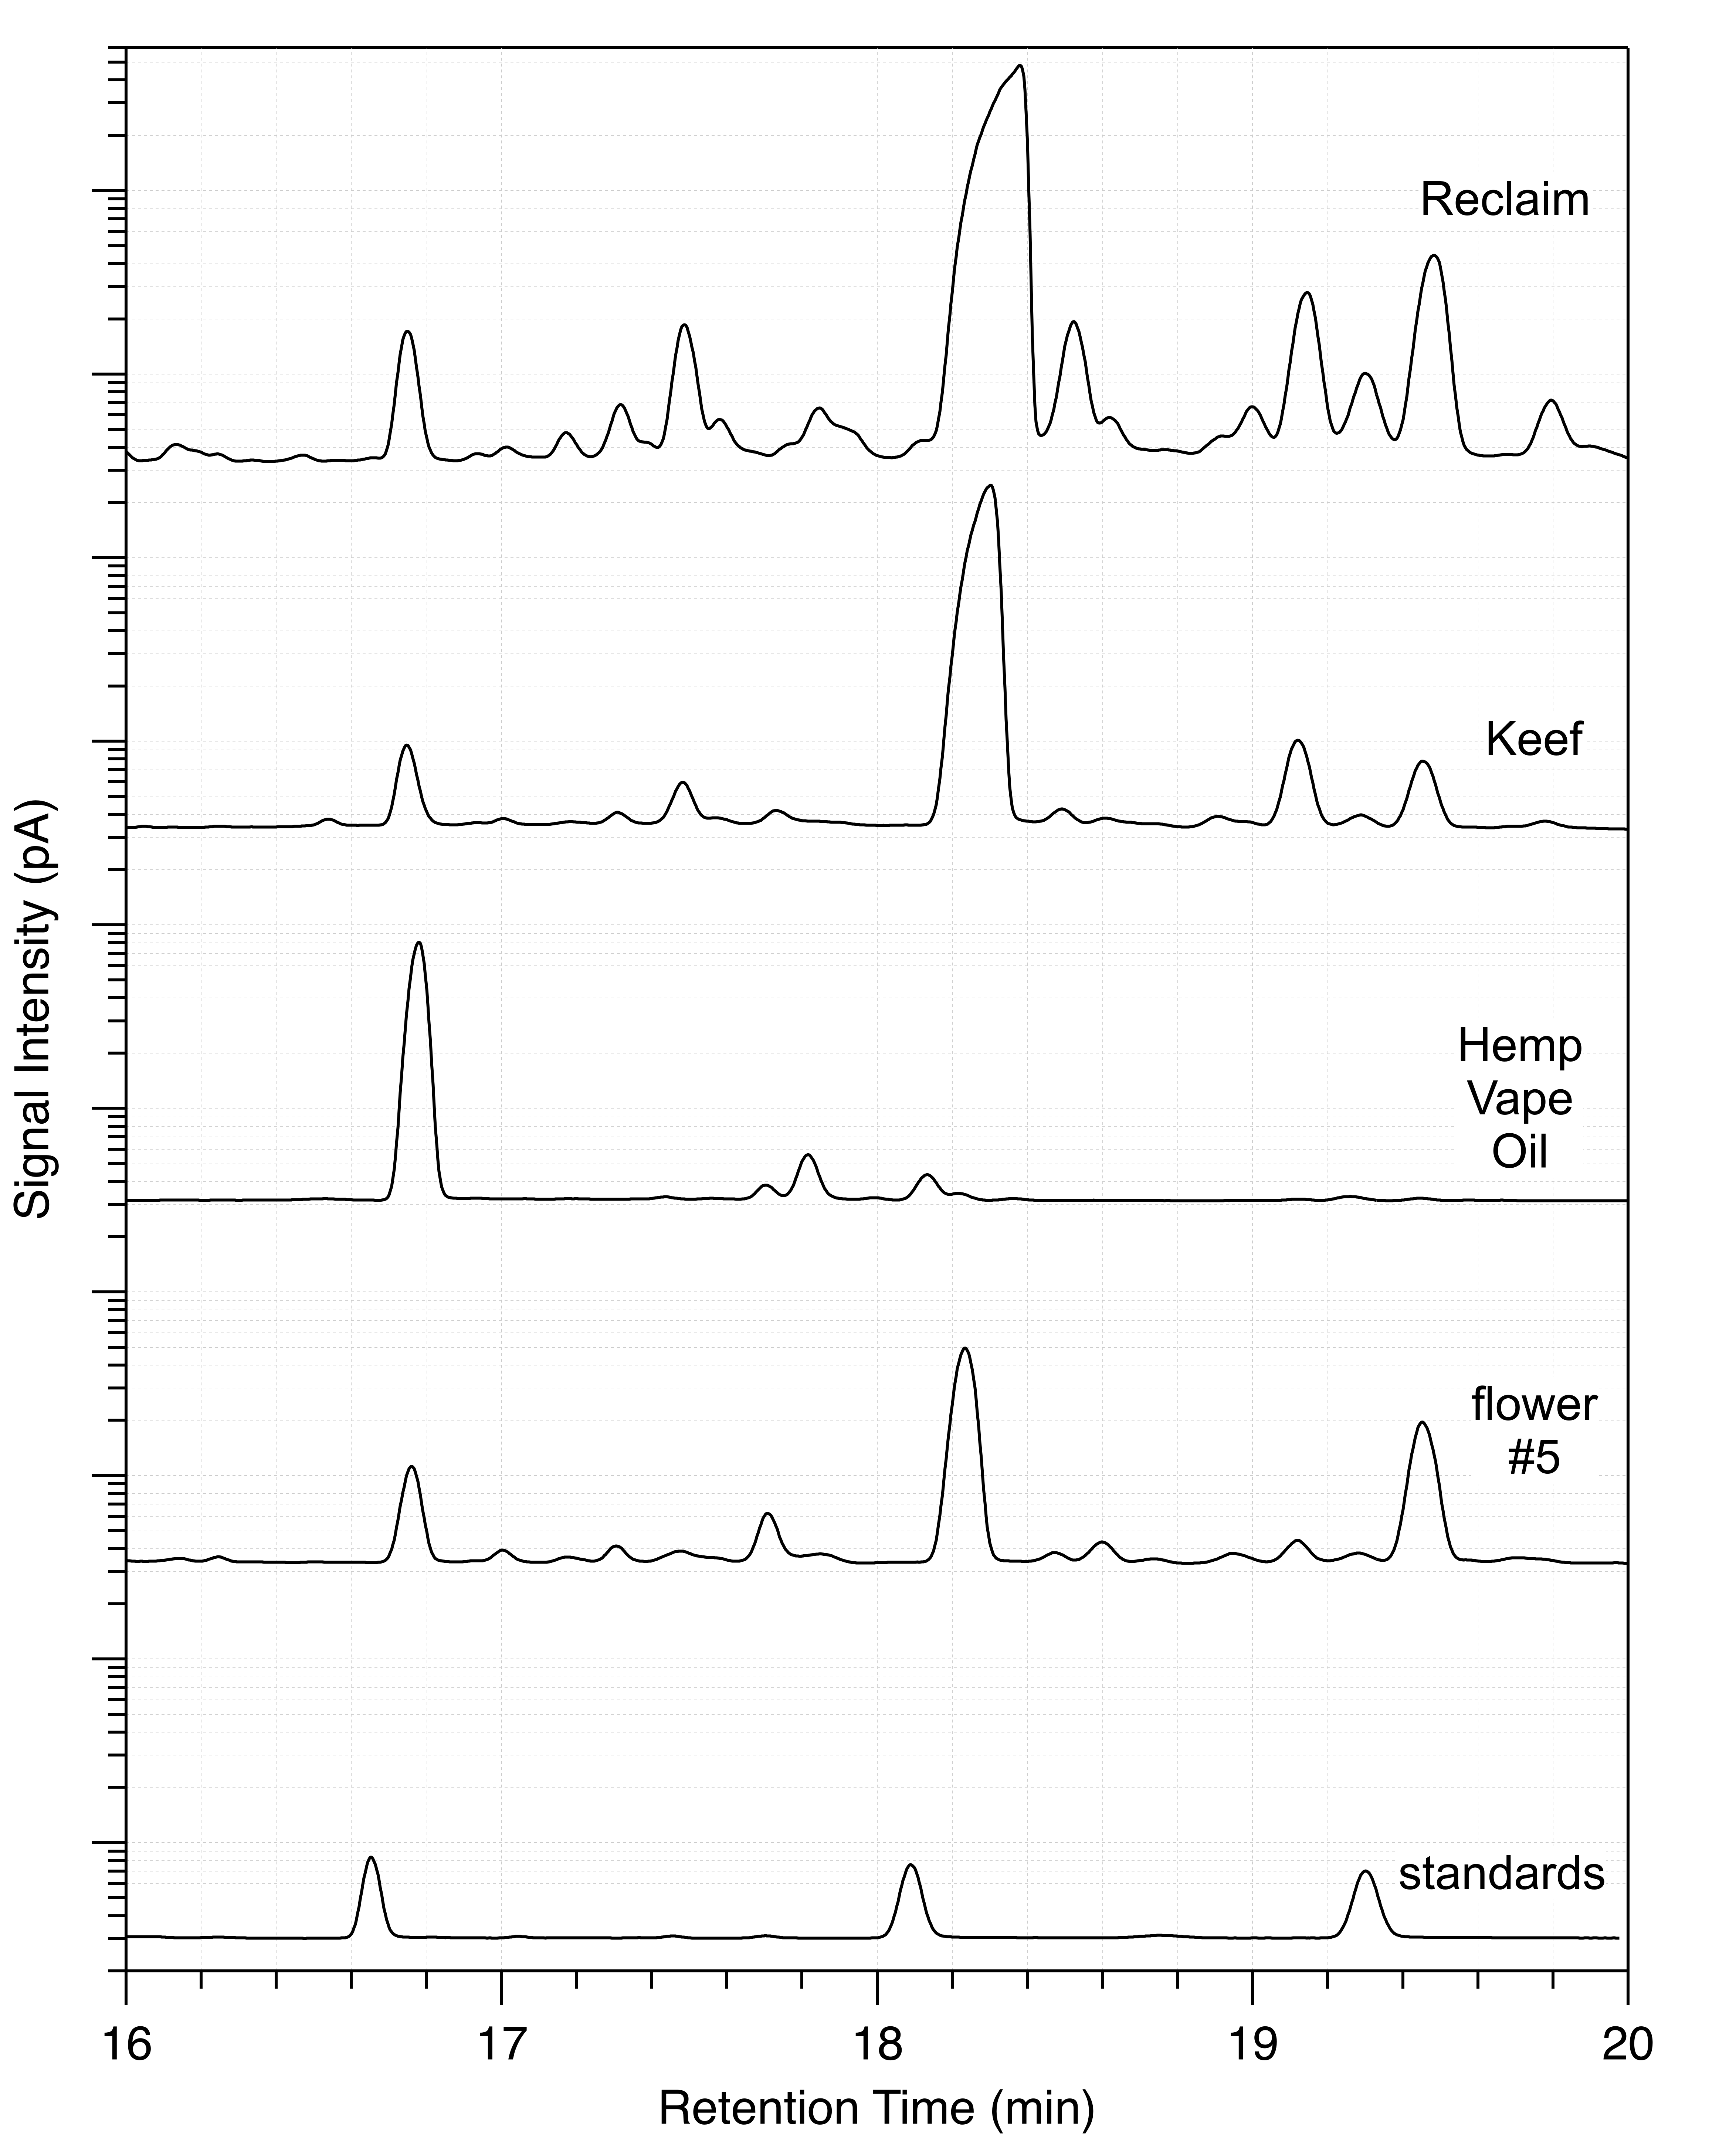 Reclaim
Keef
Signal Intensity (pA)
Hemp
Vape
Oil
flower
#5
standards
16 17 18 19 20
Retention Time (min)